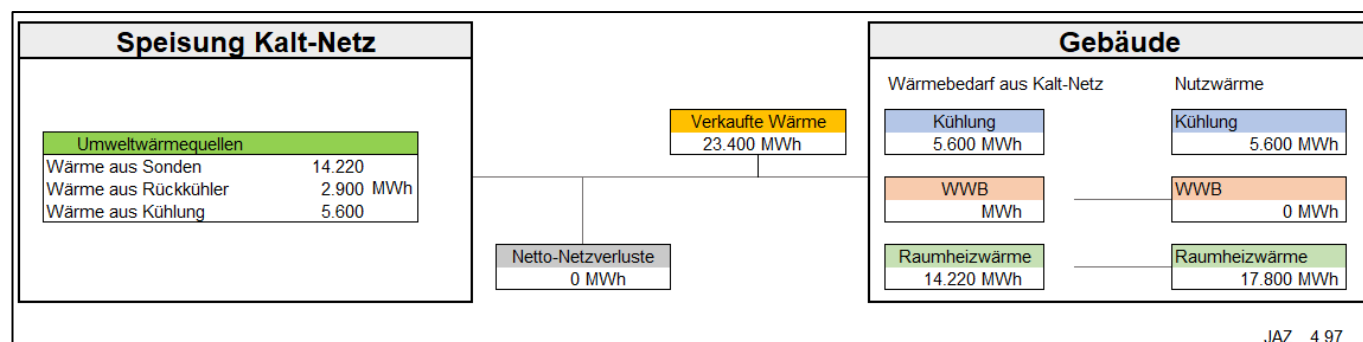 Speisung Kalt-Netz
Umweltwärmequellen
Wärme aus Sonden 14.220
Wärme aus Rückkühler 2.900 MWh
Wärme aus Kühlung 5.600
Verkaufte Wärme
23.400 MWh
Netto-Netzverluste
0 MWh
Gebäude
Wärmebedarf aus Kalt-Netz Nutzwärme
Kühlung Kühlung
5.600 MWh 5.600 MWh
WWB WWB
MWh 0 MWh
Raumheizwärme Raumheizwärme
14.220 MWh 17.800 MWh
JAZ 4,97